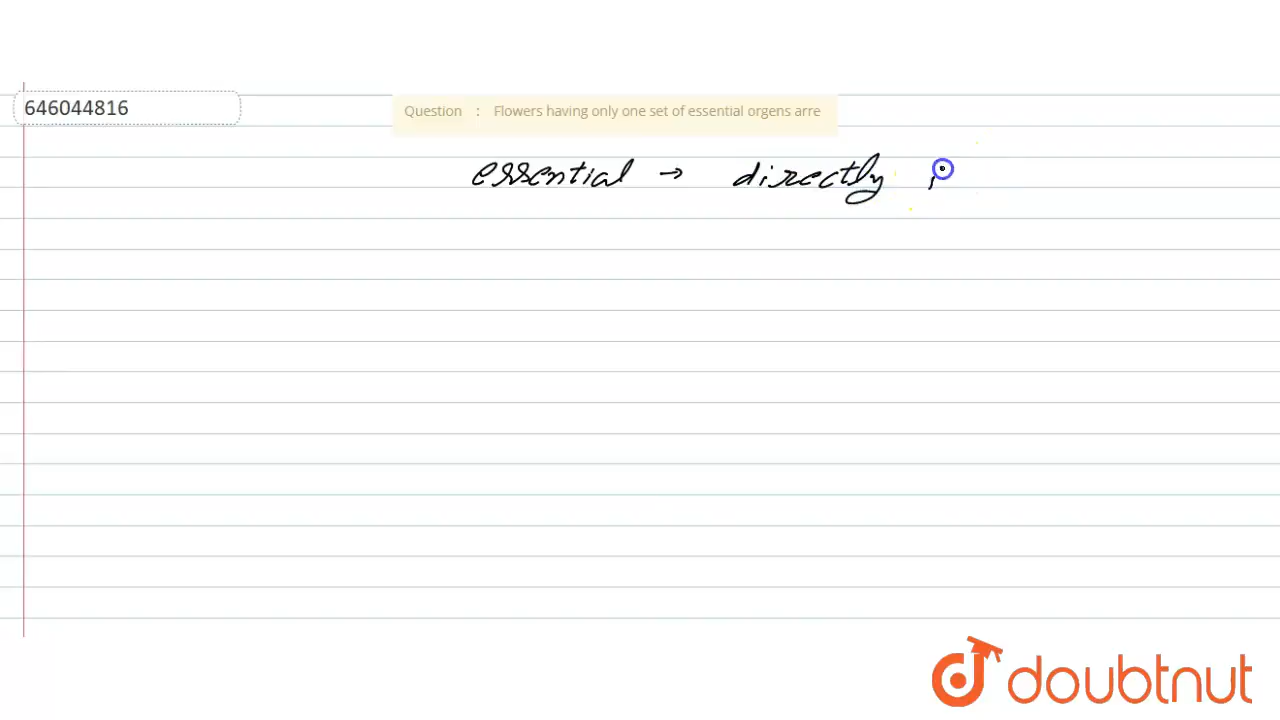 646044816
Question : Flowers having only one set of essential orgens arre
essential → directly
doubtnut